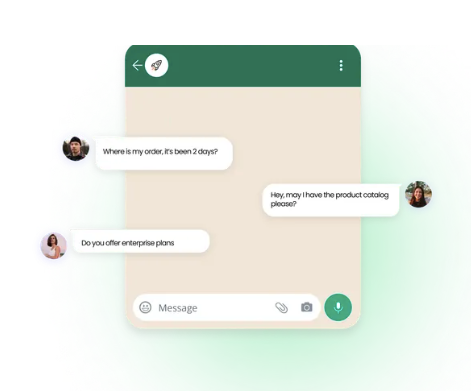 Where is my order, it's been 2 days?
Hey, may I have the product catalog
please?
Do you offer enterprise plans
Message